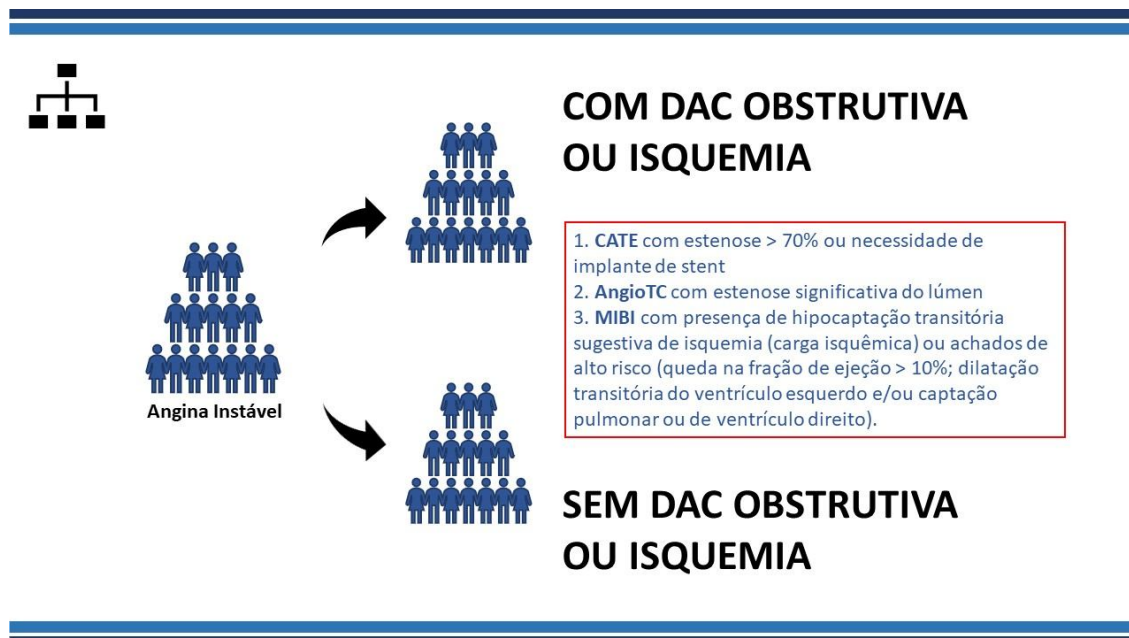 COM DAC OBSTRUTIVA
OU ISQUEMIA
1. CATE com estenose > 70% ou necessidade de
implante de stent
2. AngioTC com estenose significativa do lúmen
3. MIBI com presença de hipocaptação transitória
sugestiva de isquemia (carga isquêmica) ou achados de
alto risco (queda na fração de ejeção > 10%; dilatação
transitória do ventrículo esquerdo e/ou captação
pulmonar ou de ventrículo direito).
Angina Instável
SEM DAC OBSTRUTIVA
OU ISQUEMIA